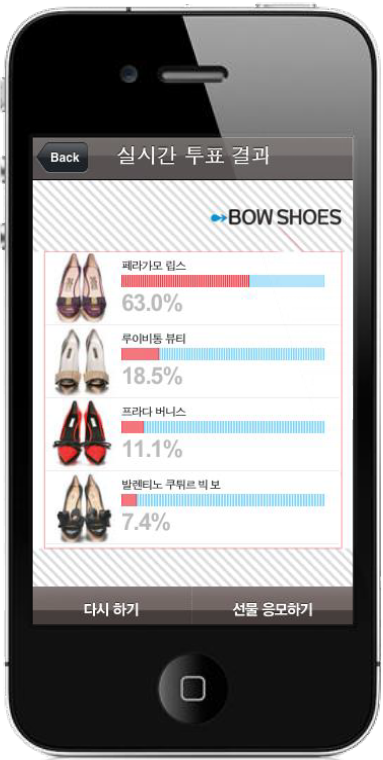 Back
실시간 투표 결과
BOW SHOES
페라가모 립스
63.0%
루이비통 뷰티
18.5%
프라다 버니스
11.1%
발렌티노 쿠튀르 빅 보
7.4%
다시 하기
선물 응모하기